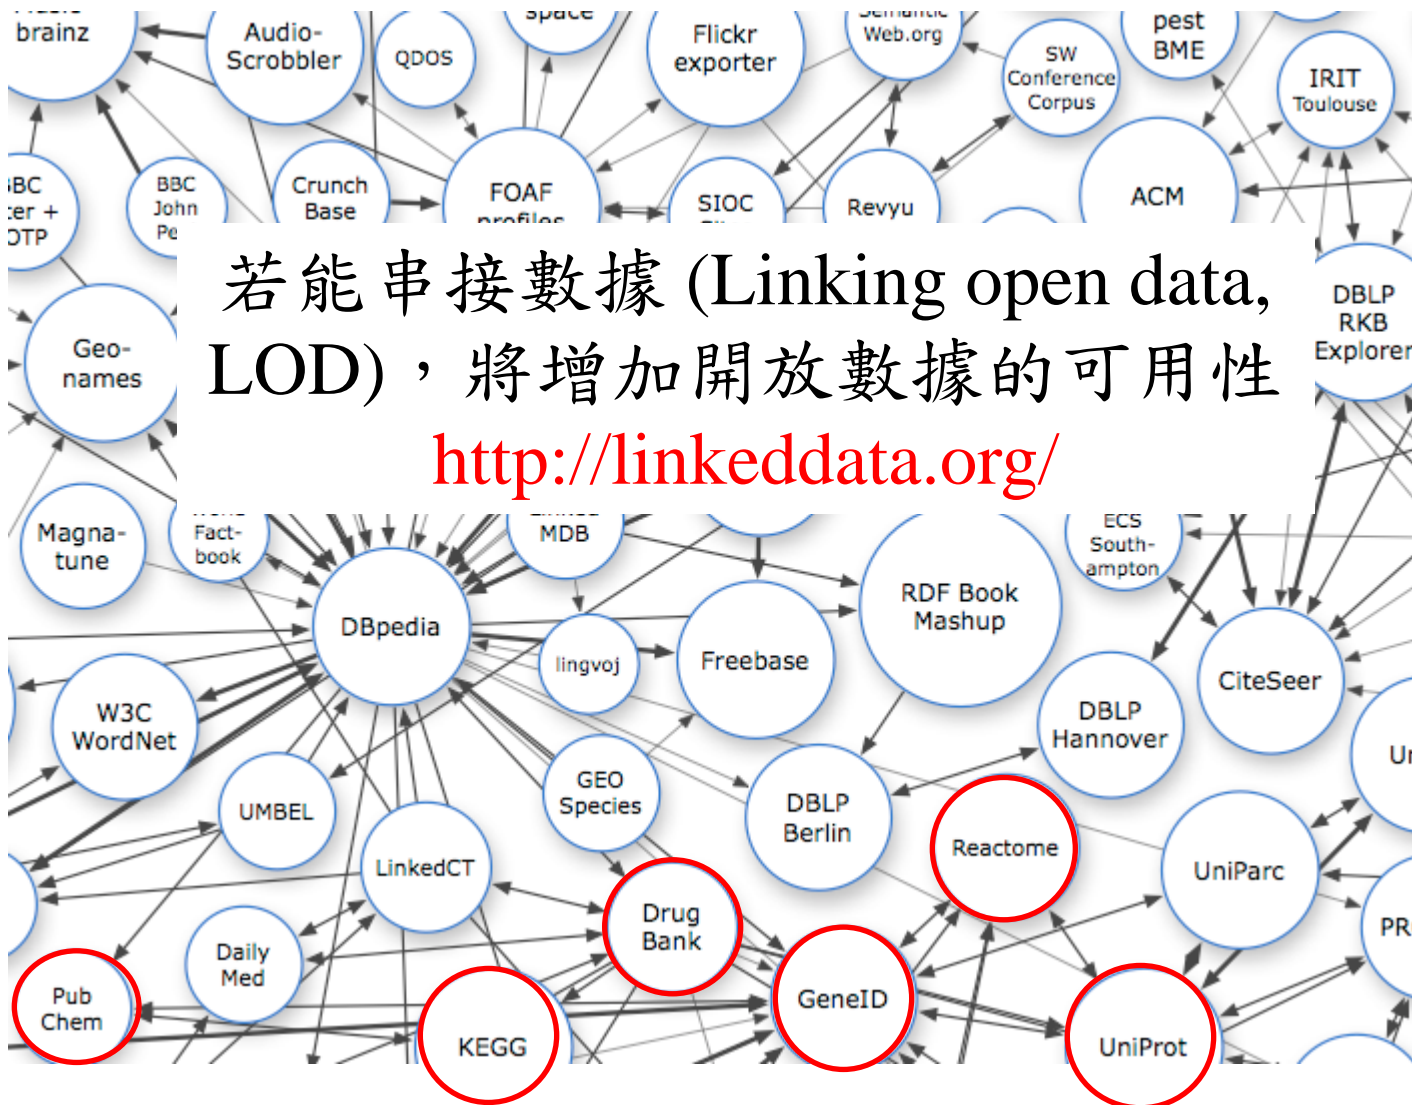 brainz
Audio-
Scrobbler
QDOS
space
Flickr
exporter
Semantic
Web.org
SW
Conference
Corpus
pest
BME
IRIT
Toulouse
BBC
John
Crunch
Base
FOAF
profiles
SIOC
Revyu
ACM
若能串接數據 (Linking open data,
LOD),將增加開放數據的可用性
http://linkeddata.org/
Geo-
names
DBLP
RKB
Explorer
Magna-
tune
Fact-
book
MDB
ECS
South-
ampton
DBpedia
lingvoj
Freebase
RDF Book
Mashup
CiteSeer
W3C
WordNet
DBLP
Hannover
UMBEL
GEO
Species
DBLP
Berlin
Reactome
UniParc
LinkedCT
Drug
Bank
Daily
Med
Pub
Chem
KEGG
GeneID
UniProt